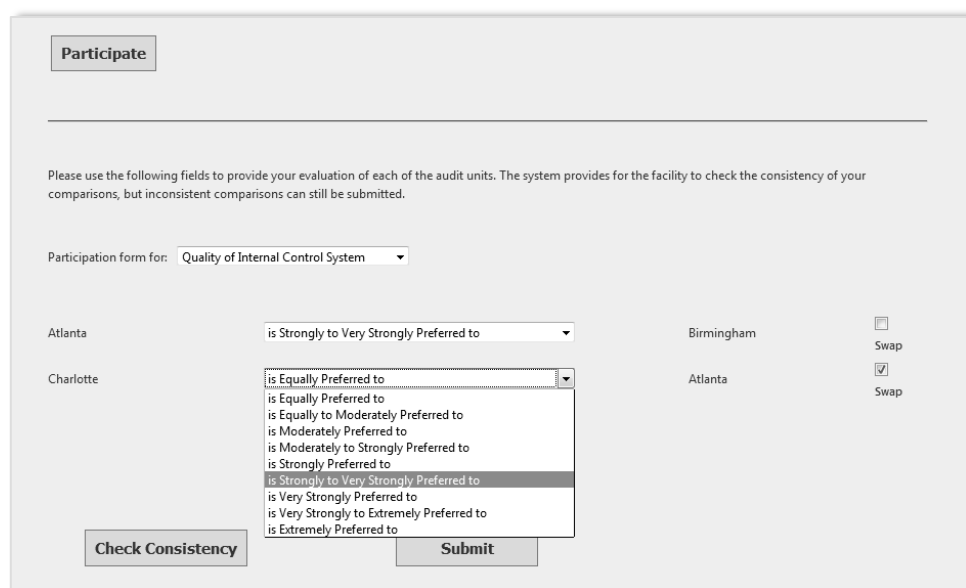 Participate
Please use the following fields to provide your evaluation of each of the audit units. The system provides for the facility to check the consistency of your
comparisons, but inconsistent comparisons can still be submitted.
Participation form for: Quality of Internal Control System
Atlanta is Strongly to Very Strongly Preferred to Birmingham
Swap
Charlotte is Equally Preferred to Atlanta
Swap
is Equally Preferred to
is Equally to Moderately Preferred to
is Moderately Preferred to
is Moderately to Strongly Preferred to
is Strongly Preferred to
is Strongly to Very Strongly Preferred to
is Very Strongly Preferred to
is Very Strongly to Extremely Preferred to
is Extremely Preferred to
Check Consistency Submit